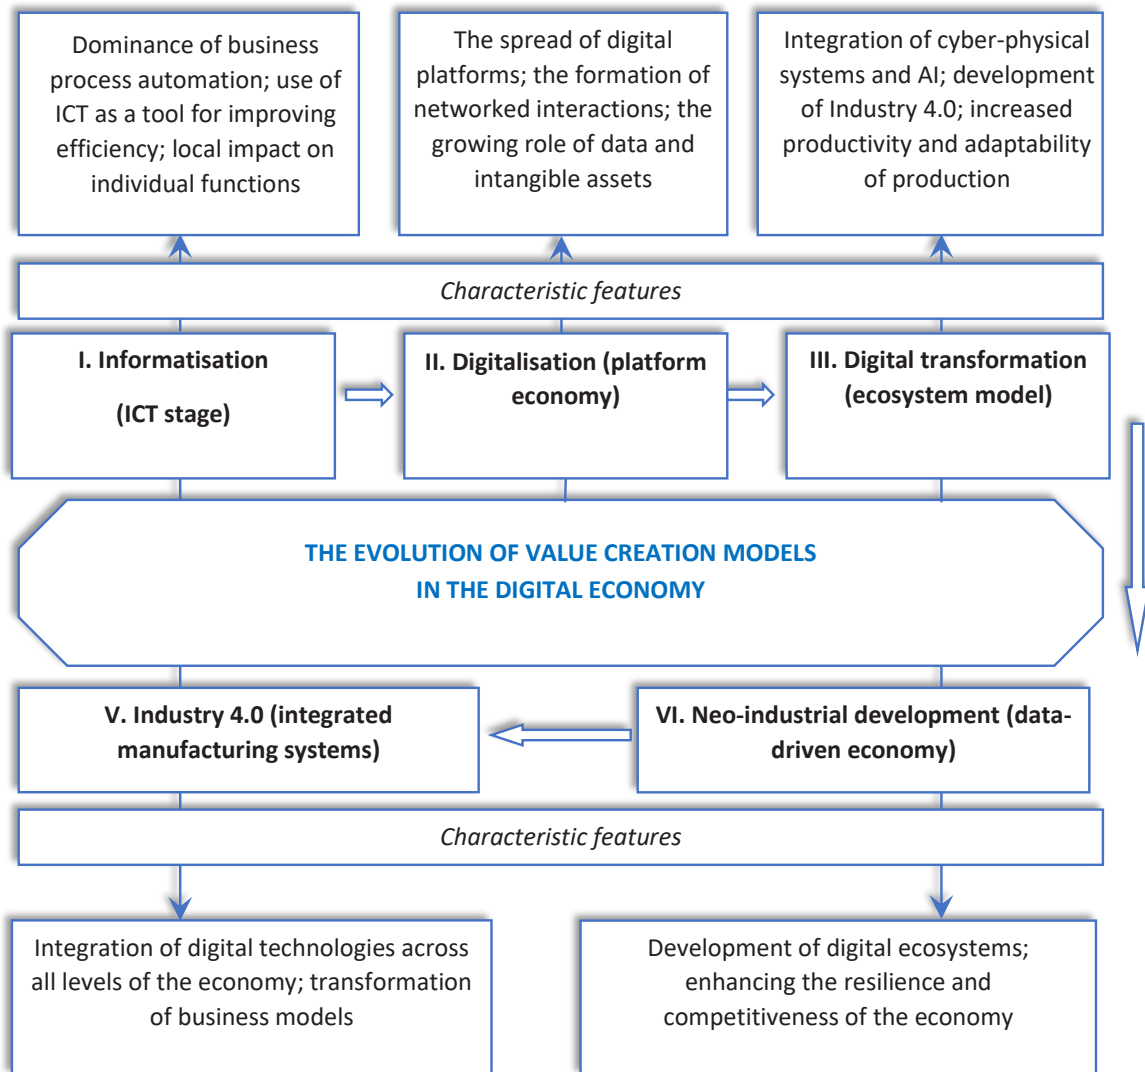 Dominance of business
process automation; use of
ICT as a tool for improving
efficiency; local impact on
individual functions
The spread of digital
platforms; the formation of
networked interactions; the
growing role of data and
intangible assets
Integration of cyber-physical
systems and AI; development
of Industry 4.0; increased
productivity and adaptability
of production
Characteristic features
I. Informatisation
(ICT stage)
II. Digitalisation (platform
economy)
III. Digital transformation
(ecosystem model)
THE EVOLUTION OF VALUE CREATION MODELS
IN THE DIGITAL ECONOMY
V. Industry 4.0 (integrated
manufacturing systems)
VI. Neo-industrial development (data-
driven economy)
Characteristic features
Integration of digital technologies across
all levels of the economy; transformation
of business models
Development of digital ecosystems;
enhancing the resilience and
competitiveness of the economy